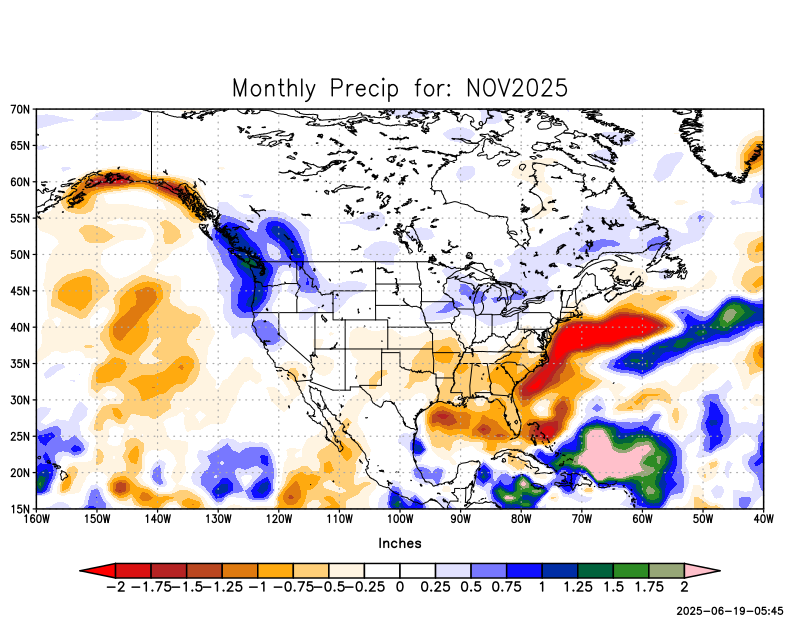 Monthly Precip for: NOV2025
70N
65N
60N
55N
50N
45N
40N
35N
30N
25N
20N
15N
160W 150W 140W 130W 120W 110W 100W 90W 80W 70W 60W 50W 40W
Inches
−2 −1.75−1.5−1.25 −1 −0.75−0.5−0.25 0 0.25 0.5 0.75 1 1.25 1.5 1.75 2
2025−06−19−05:45